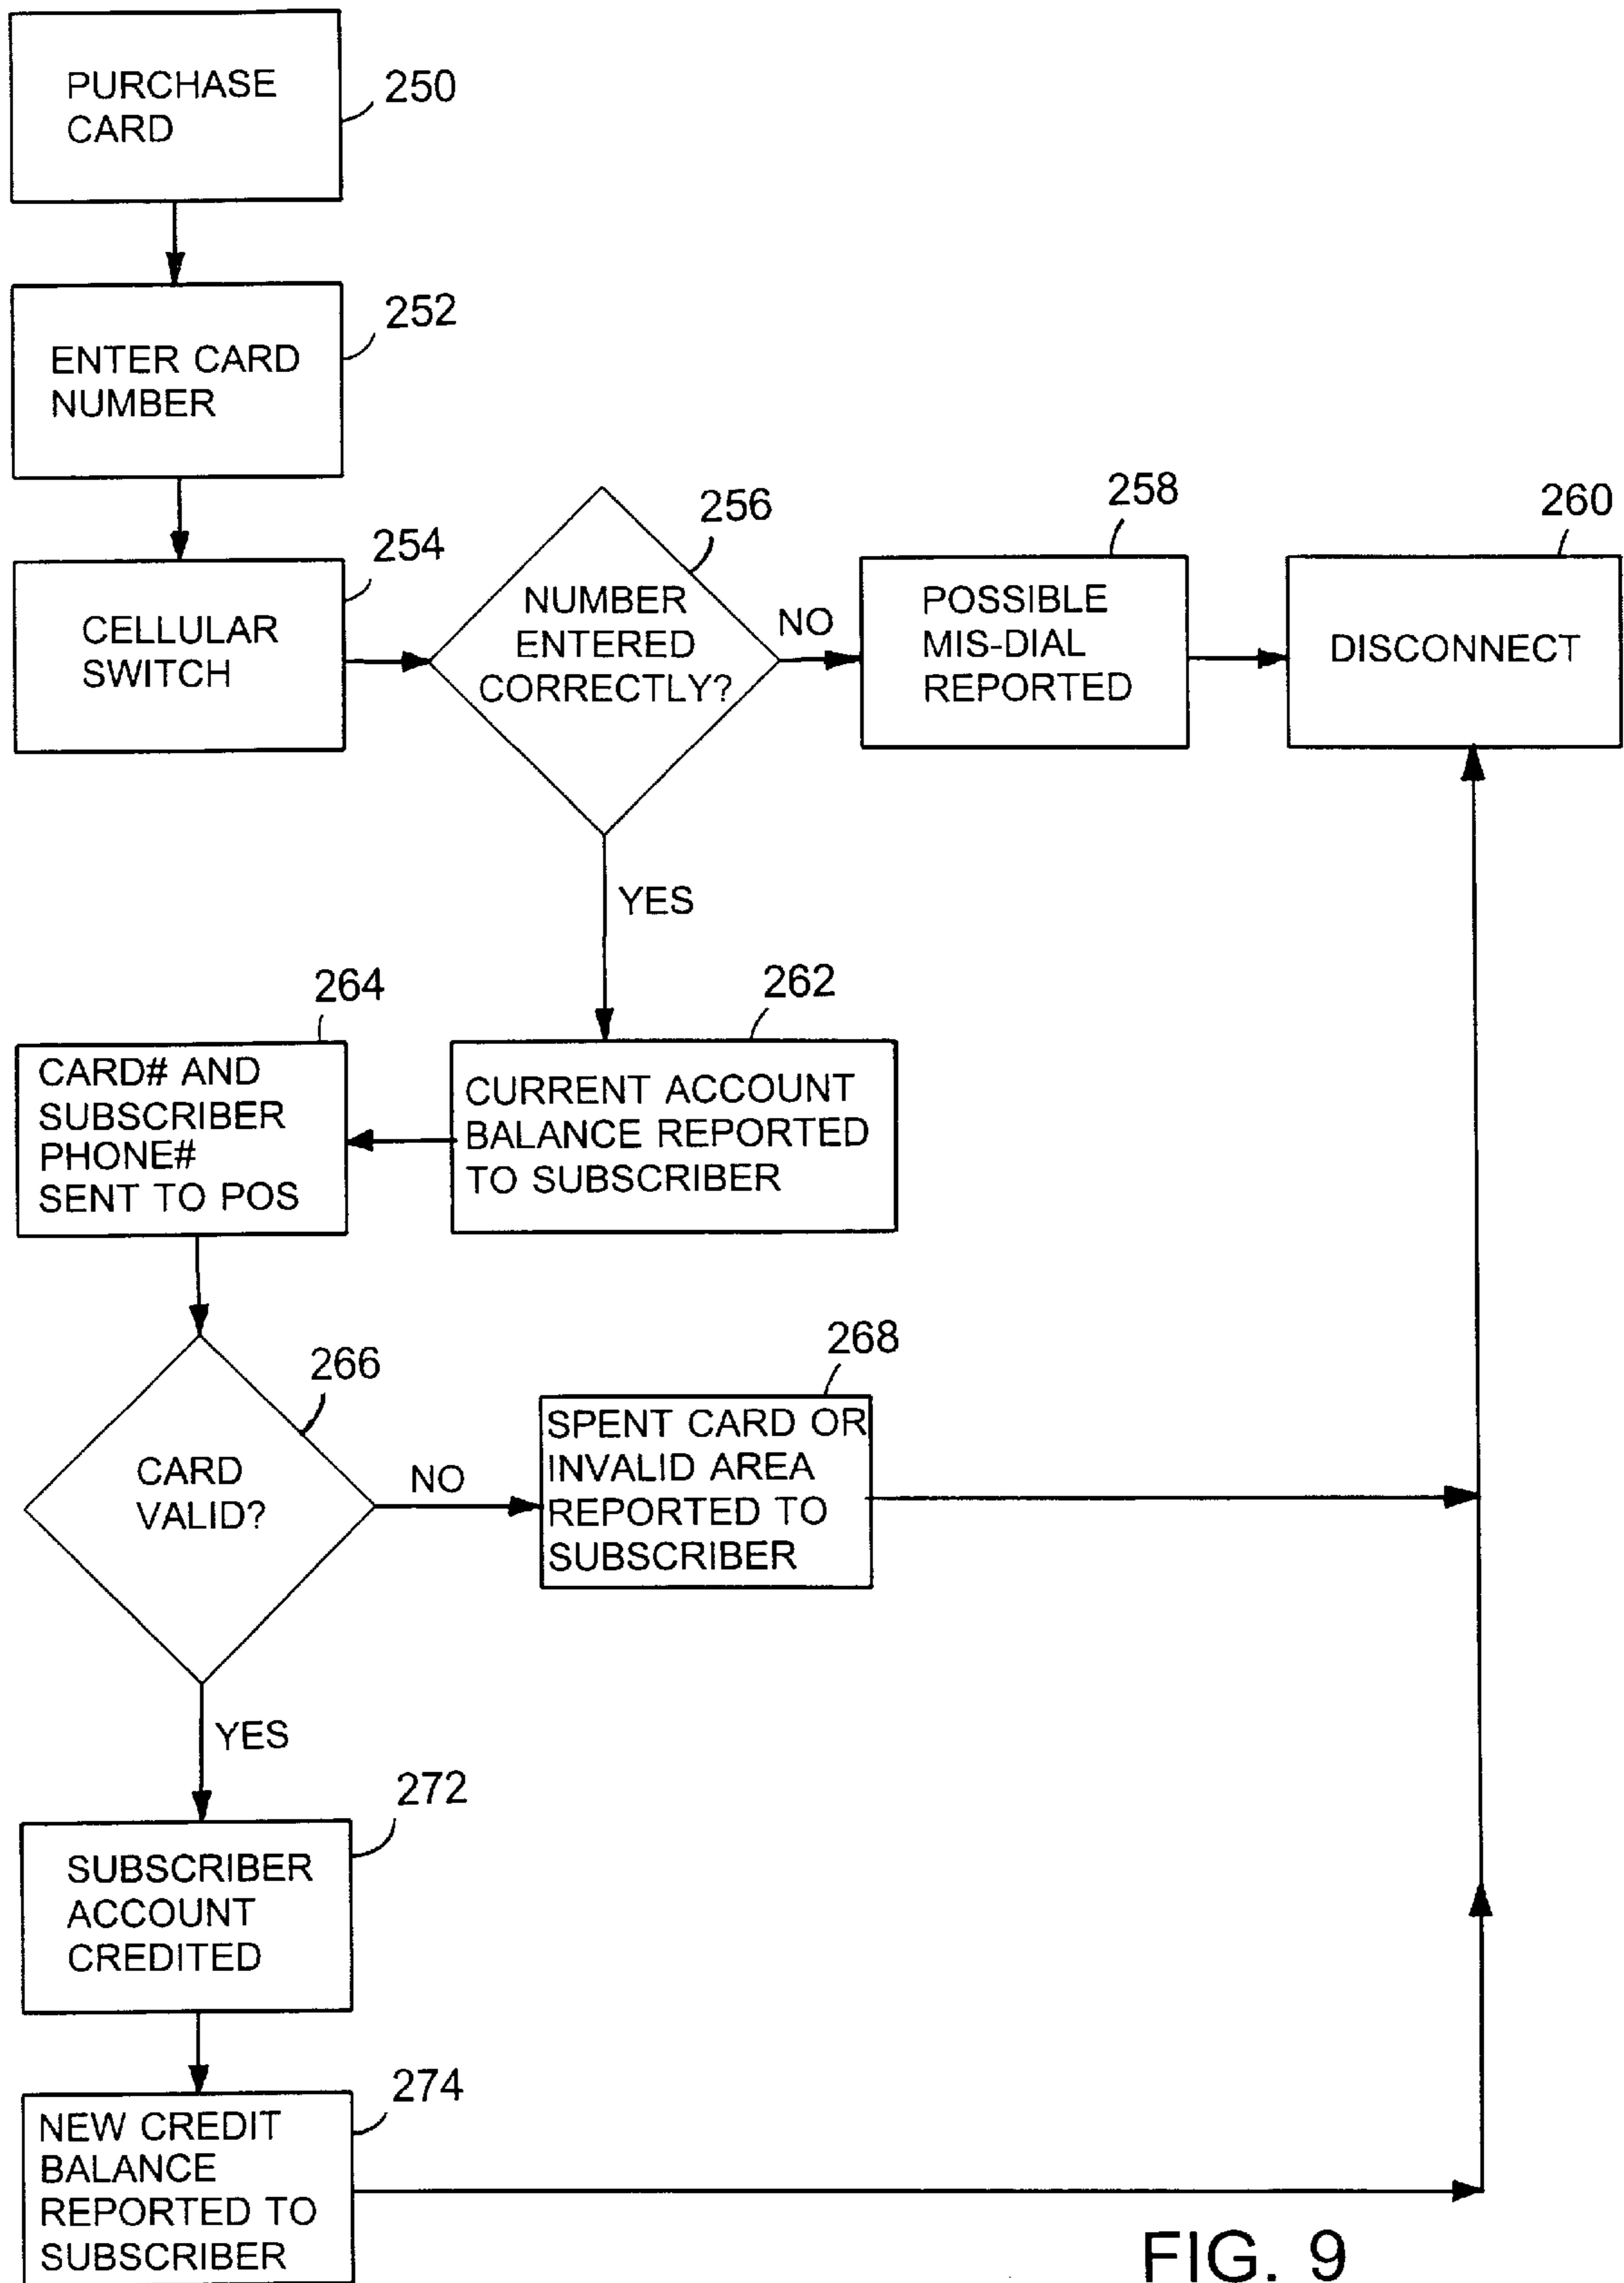 PURCHASE
CARD
250
ENTER CARD
NUMBER
252
CELLULAR
SWITCH
254
NUMBER
ENTERED
CORRECTLY?
256
NO
POSSIBLE
MIS-DIAL
REPORTED
258
DISCONNECT
260
YES
CURRENT ACCOUNT
BALANCE REPORTED
TO SUBSCRIBER
262
CARD# AND
SUBSCRIBER
PHONE#
SENT TO POS
264
CARD
VALID?
266
NO
SPENT CARD OR
INVALID AREA
REPORTED TO
SUBSCRIBER
268
YES
SUBSCRIBER
ACCOUNT
CREDITED
272
NEW CREDIT
BALANCE
REPORTED TO
SUBSCRIBER
274
FIG. 9